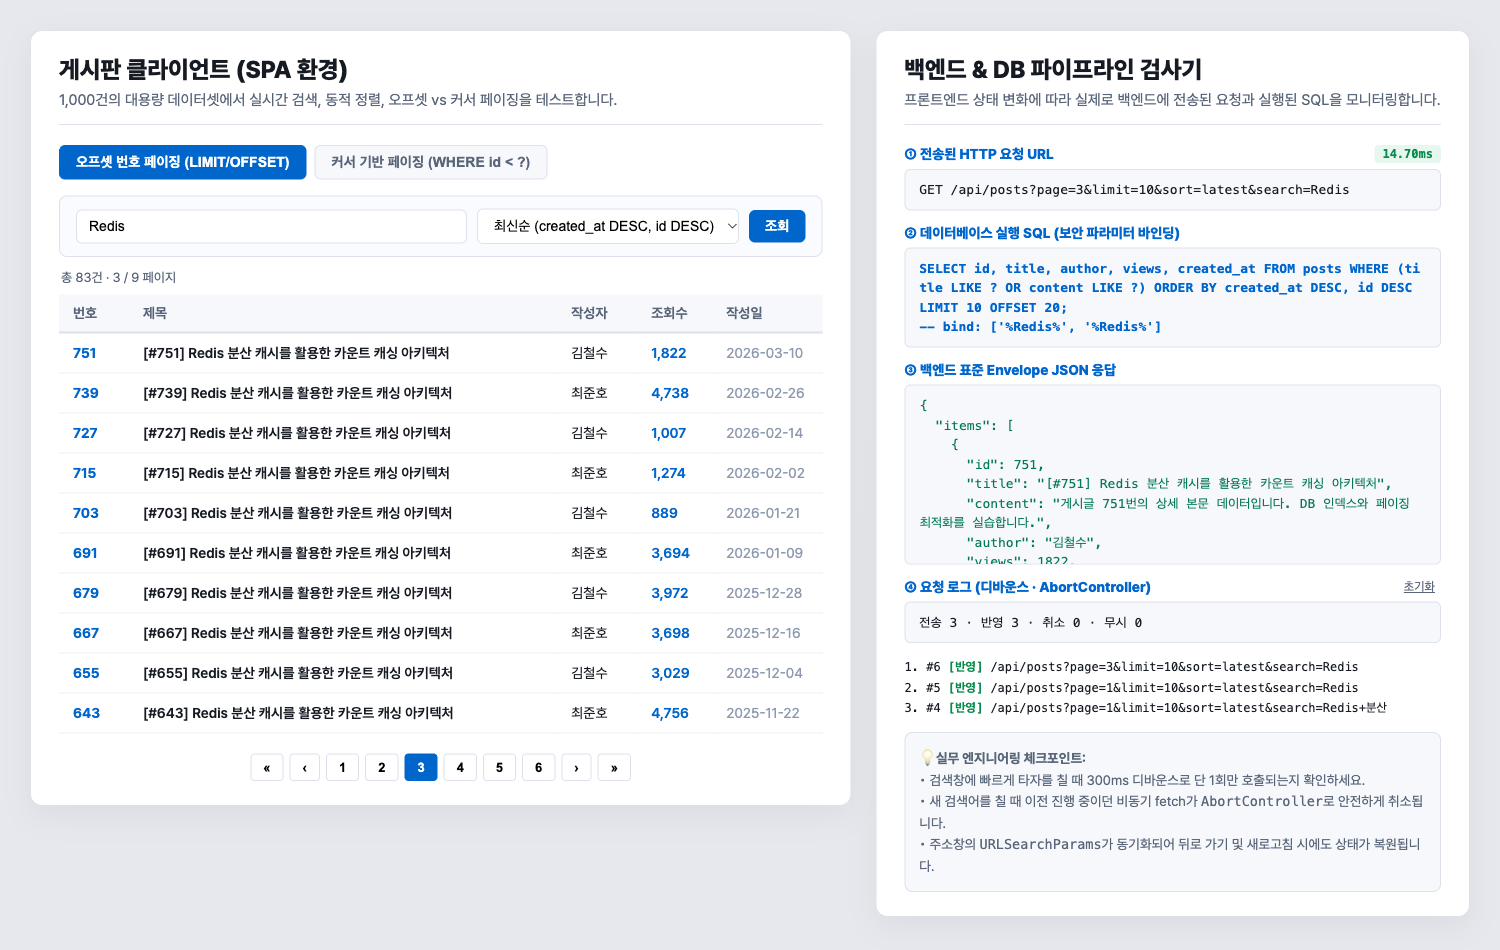 게시판 클라이언트 (SPA 환경)
1,000건의 대용량 데이터셋에서 실시간 검색, 동적 정렬, 오프셋 vs 커서 페이징을 테스트합니다.
오프셋 번호 페이징 (LIMIT/OFFSET)
커서 기반 페이징 (WHERE id < ?)
Redis
최신순 (created_at DESC, id DESC)
조회
총 83건 · 3 / 9 페이지
번호 제목 작성자 조회수 작성일
751 [#751] Redis 분산 캐시를 활용한 카운트 캐싱 아키텍처 김철수 1,822 2026-03-10
739 [#739] Redis 분산 캐시를 활용한 카운트 캐싱 아키텍처 최준호 4,738 2026-02-26
727 [#727] Redis 분산 캐시를 활용한 카운트 캐싱 아키텍처 김철수 1,007 2026-02-14
715 [#715] Redis 분산 캐시를 활용한 카운트 캐싱 아키텍처 최준호 1,274 2026-02-02
703 [#703] Redis 분산 캐시를 활용한 카운트 캐싱 아키텍처 김철수 889 2026-01-21
691 [#691] Redis 분산 캐시를 활용한 카운트 캐싱 아키텍처 최준호 3,694 2026-01-09
679 [#679] Redis 분산 캐시를 활용한 카운트 캐싱 아키텍처 김철수 3,972 2025-12-28
667 [#667] Redis 분산 캐시를 활용한 카운트 캐싱 아키텍처 최준호 3,698 2025-12-16
655 [#655] Redis 분산 캐시를 활용한 카운트 캐싱 아키텍처 김철수 3,029 2025-12-04
643 [#643] Redis 분산 캐시를 활용한 카운트 캐싱 아키텍처 최준호 4,756 2025-11-22
« ‹ 1 2 3 4 5 6 › »
백엔드 & DB 파이프라인 검사기
프론트엔드 상태 변화에 따라 실제로 백엔드에 전송된 요청과 실행된 SQL을 모니터링합니다.
① 전송된 HTTP 요청 URL
14.70ms
GET /api/posts?page=3&limit=10&sort=latest&search=Redis
② 데이터베이스 실행 SQL (보안 파라미터 바인딩)
SELECT id, title, author, views, created_at FROM posts WHERE (ti
tle LIKE ? OR content LIKE ?) ORDER BY created_at DESC, id DESC
LIMIT 10 OFFSET 20;
-- bind: ['%Redis%', '%Redis%']
③ 백엔드 표준 Envelope JSON 응답
{
"items": [
{
"id": 751,
"title": "[#751] Redis 분산 캐시를 활용한 카운트 캐싱 아키텍처",
"content": "게시글 751번의 상세 본문 데이터입니다. DB 인덱스와 페이징
최적화를 실습합니다.",
"author": "김철수",
"views": 1822,
④ 요청 로그 (디바운스 · AbortController)
초기화
전송 3 · 반영 3 · 취소 0 · 무시 0
1. #6 [반영] /api/posts?page=3&limit=10&sort=latest&search=Redis
2. #5 [반영] /api/posts?page=1&limit=10&sort=latest&search=Redis
3. #4 [반영] /api/posts?page=1&limit=10&sort=latest&search=Redis+분산
💡실무 엔지니어링 체크포인트:
• 검색창에 빠르게 타자를 칠 때 300ms 디바운스로 단 1회만 호출되는지 확인하세요.
• 새 검색어를 칠 때 이전 진행 중이던 비동기 fetch가 AbortController로 안전하게 취소됩
니다.
• 주소창의 URLSearchParams가 동기화되어 뒤로 가기 및 새로고침 시에도 상태가 복원됩니
다.